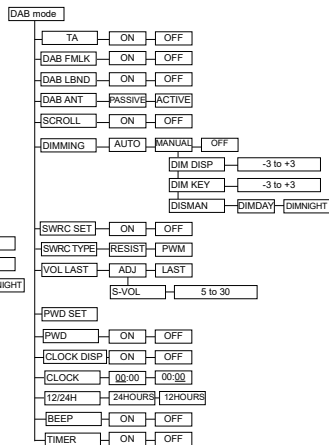 DAB mode
TA ON OFF
DAB FMLK ON OFF
DAB LBND ON OFF
DAB ANT PASSIVE ACTIVE
SCROLL ON OFF
DIMMING AUTO MANUAL OFF
DIM DISP -3 to +3
DIM KEY -3 to +3
DISMAN DIMDAY DIMNIGHT
SWRC SET ON OFF
SWRC TYPE RESIST PWM
VOL LAST ADJ LAST
IGHT
S-VOL 5 to 30
PWD SET
PWD ON OFF
CLOCK DISP ON OFF
CLOCK 00:00 00:00
12/24H 24HOURS 12HOURS
BEEP ON OFF
TIMER ON OFF